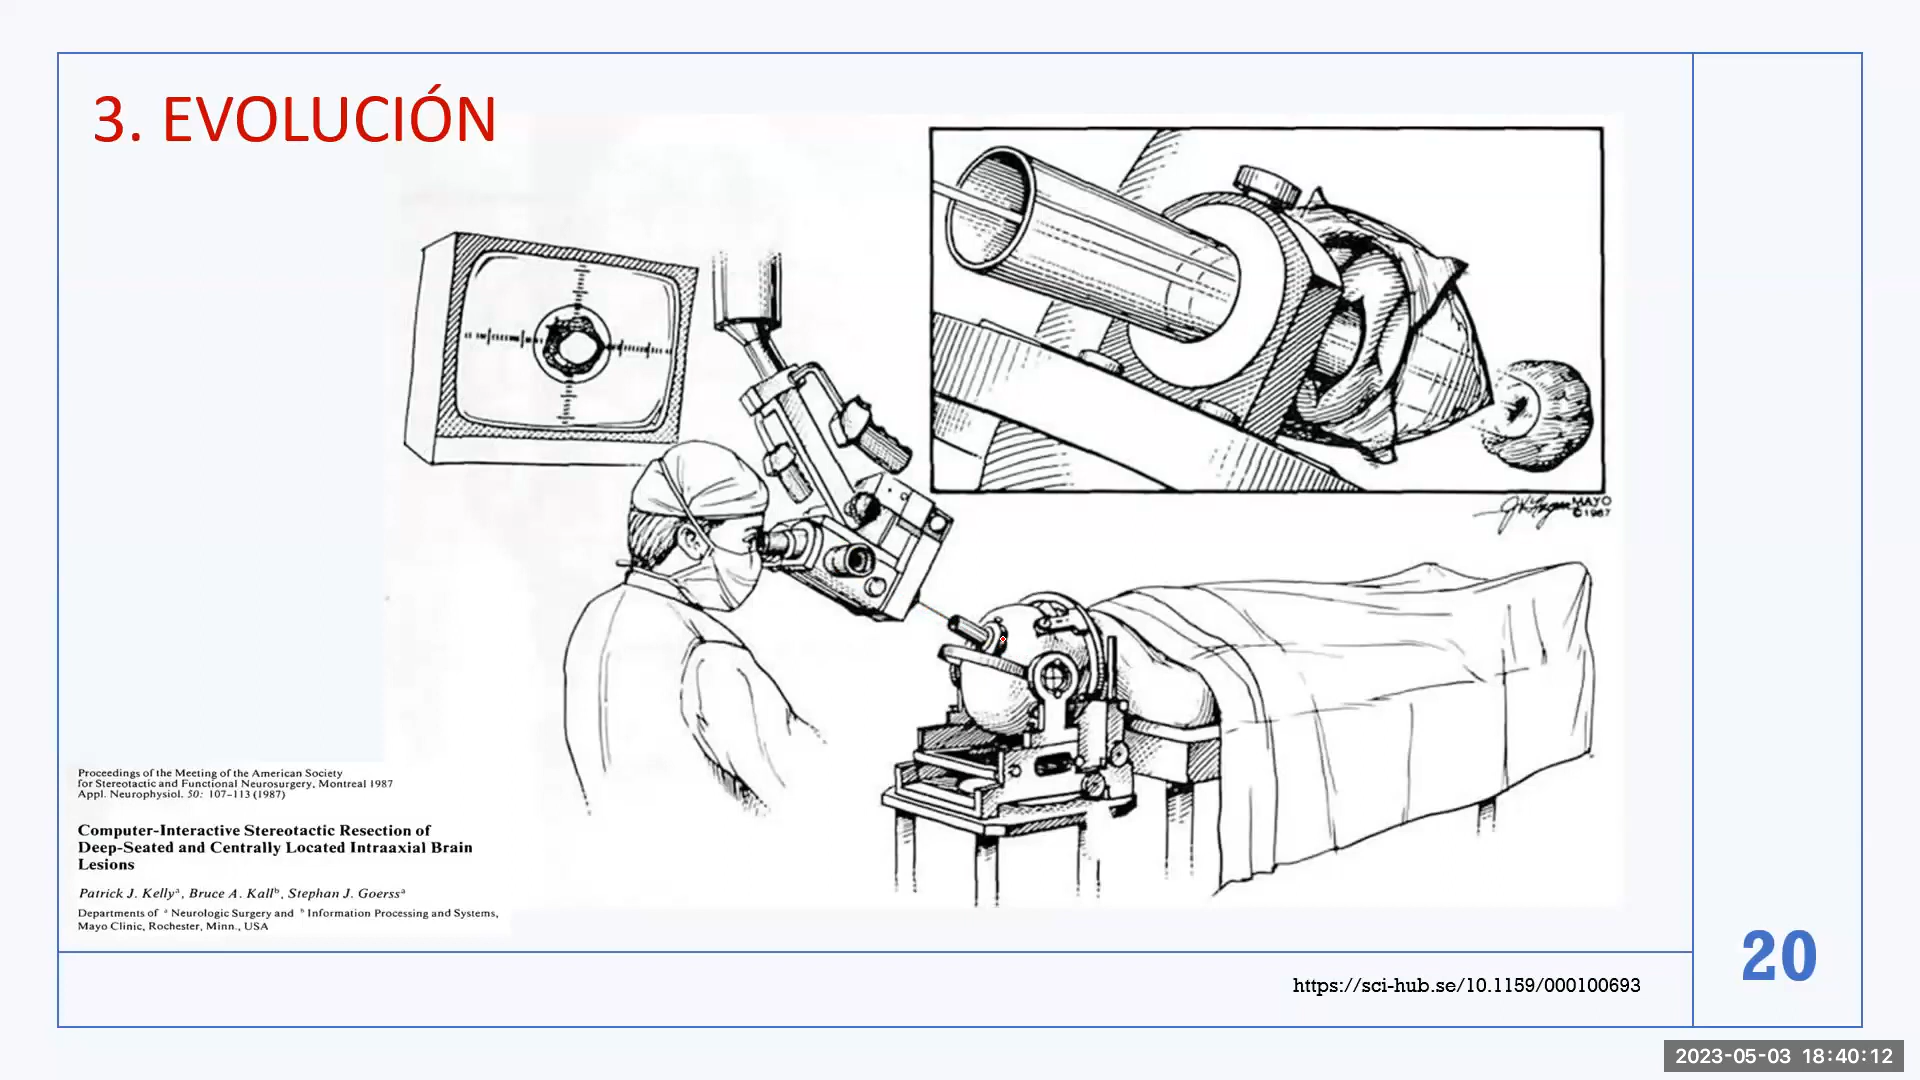 3. EVOLUCIÓN
MAYO
©1987
Proceedings of the Meeting of the American Society
for Stereotactic and Functional Neurosurgery, Montreal 1987
Appl. Neurophysiol. 50: 107–113 (1987)
Computer-Interactive Stereotactic Resection of
Deep-Seated and Centrally Located Intraaxial Brain
Lesions
Patrick J. Kellyᵃ, Bruce A. Kallᵇ, Stephan J. Goerssᵃ
Departments of ᵃ Neurologic Surgery and ᵇ Information Processing and Systems,
Mayo Clinic, Rochester, Minn., USA
https://sci-hub.se/10.1159/000100693
20
2023-05-03 18:40:12